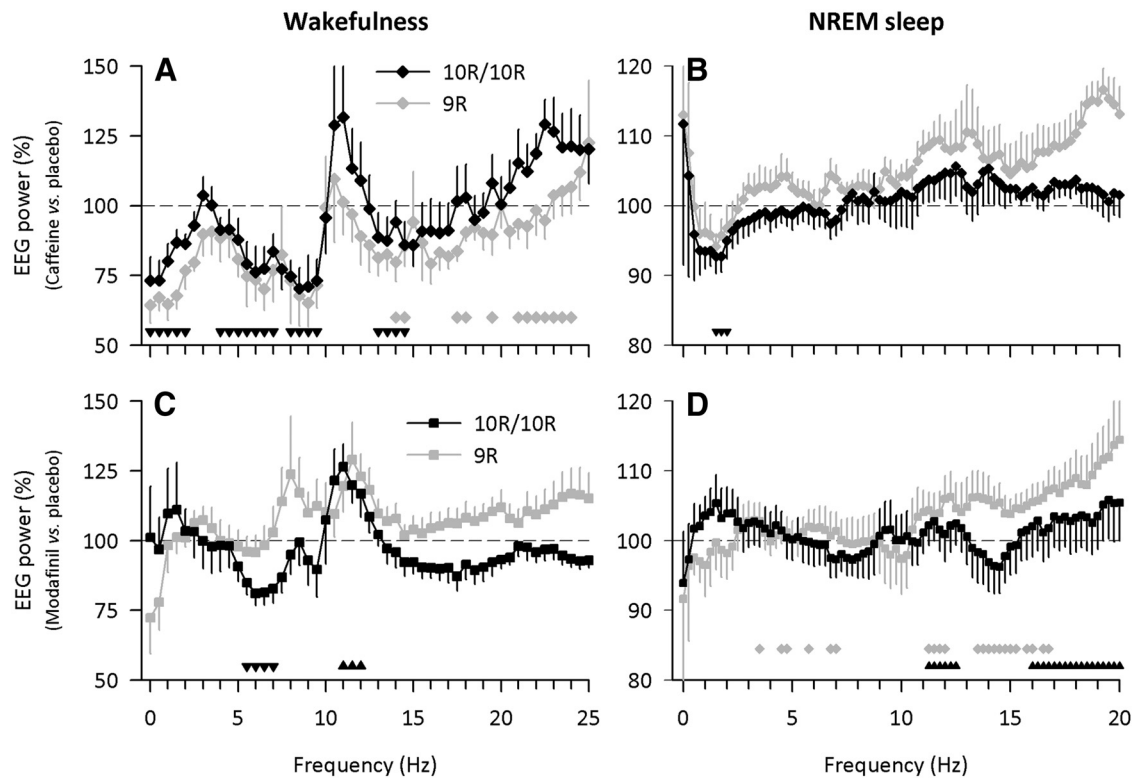 Wakefulness
NREM sleep
A
B
10R/10R
9R
EEG power (%)
(Caffeine vs. placebo)
150
125
100
75
50
120
110
100
90
80
C
D
10R/10R
9R
EEG power (%)
(Modafinil vs. placebo)
150
125
100
75
50
120
110
100
90
80
0 5 10 15 20 25
0 5 10 15 20
Frequency (Hz)
Frequency (Hz)